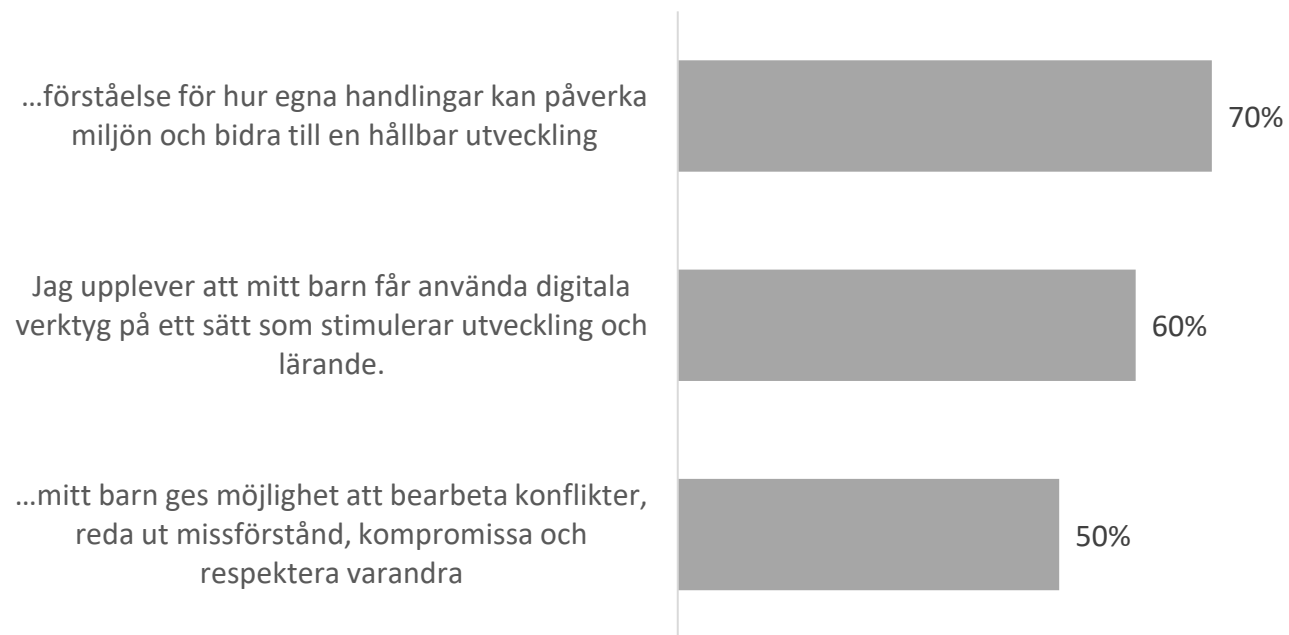 …förståelse för hur egna handlingar kan påverka
miljön och bidra till en hållbar utveckling
70%
Jag upplever att mitt barn får använda digitala
verktyg på ett sätt som stimulerar utveckling och
lärande.
60%
…mitt barn ges möjlighet att bearbeta konflikter,
reda ut missförstånd, kompromissa och
respektera varandra
50%